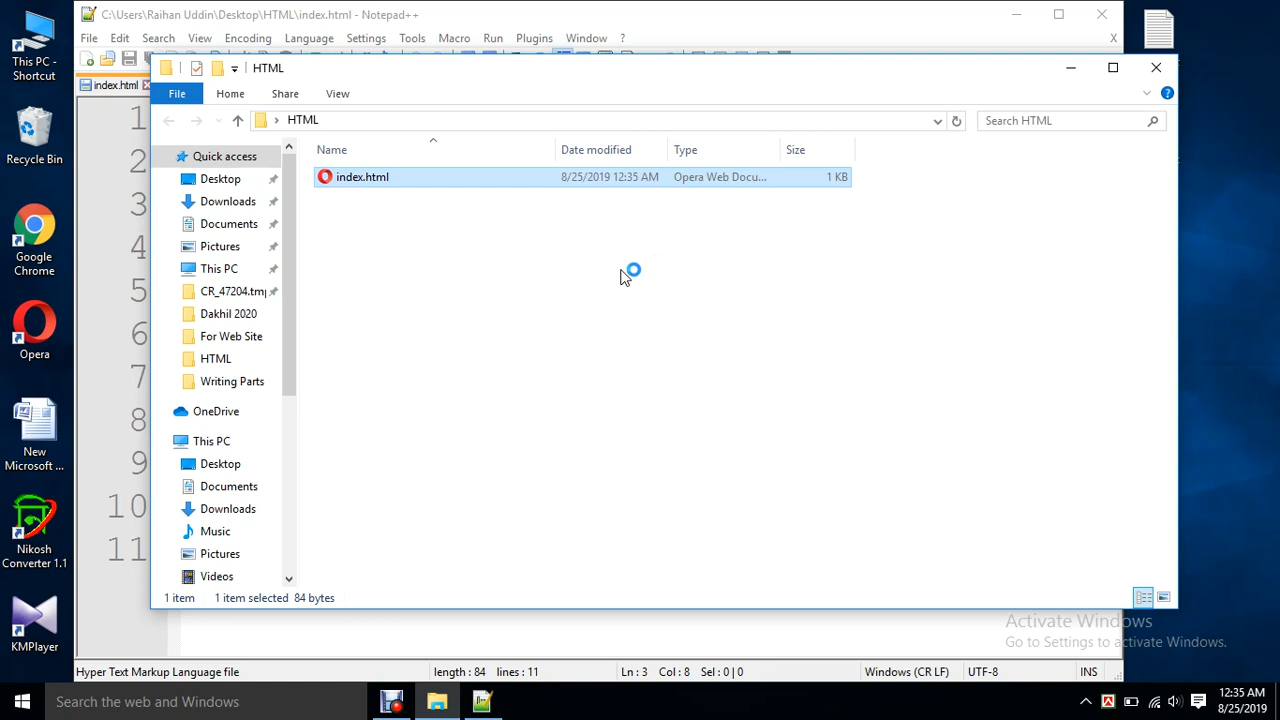 C:\Users\Raihan Uddin\Desktop\HTML\index.html - Notepad++
File Edit Search View Encoding Language Settings Tools Macro Run Plugins Window ? X
index.html
HTML
File Home Share View
HTML
Search HTML
Name Date modified Type Size
index.html 8/25/2019 12:35 AM Opera Web Docu... 1 KB
Quick access
Desktop
Downloads
Documents
Pictures
This PC
CR_47204.tmp
Dakhil 2020
For Web Site
HTML
Writing Parts
OneDrive
This PC
Desktop
Documents
Downloads
Music
Pictures
Videos
1 item 1 item selected 84 bytes
1
2
3
4
5
6
7
8
9
10
11
This PC -
Shortcut
Recycle Bin
Google
Chrome
Opera
New
Microsoft ...
Nikosh
Converter 1.1
KMPlayer
Activate Windows
Go to Settings to activate Windows.
Hyper Text Markup Language file length : 84 lines : 11 Ln : 3 Col : 8 Sel : 0 | 0 Windows (CR LF) UTF-8 INS
Search the web and Windows
12:35 AM
8/25/2019